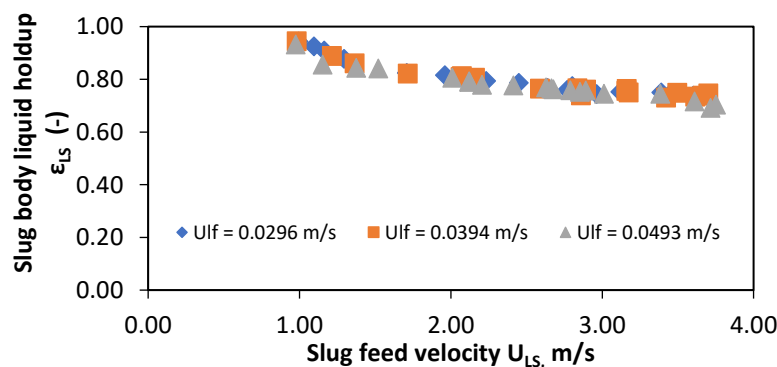 Slug body liquid holdup
ε_LS (-)
1.00
0.80
0.60
0.40
0.20
0.00
Ulf = 0.0296 m/s
Ulf = 0.0394 m/s
Ulf = 0.0493 m/s
0.00 1.00 2.00 3.00 4.00
Slug feed velocity U_LS, m/s